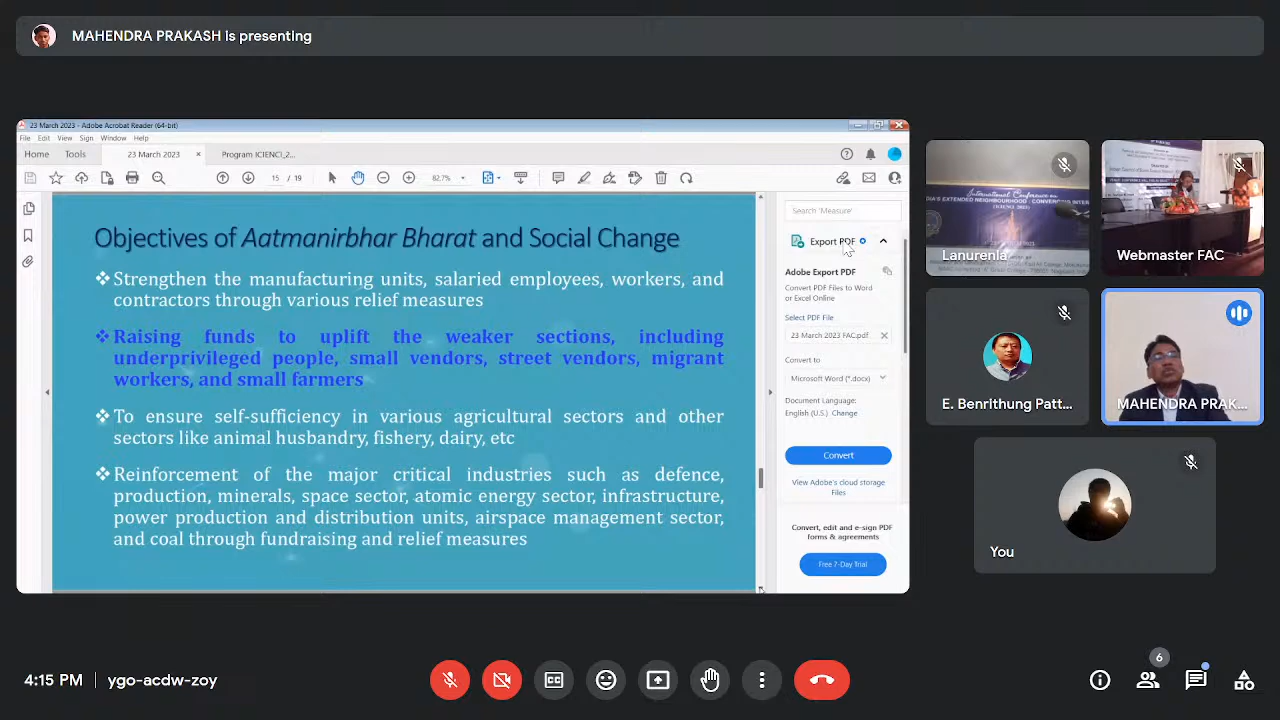 MAHENDRA PRAKASH is presenting
23 March 2023 - Adobe Acrobat Reader (64-bit)
File Edit View Sign Window Help
Home Tools 23 March 2023 × Program ICIENCI_2...
15 / 19 82.7%
Objectives of Aatmanirbhar Bharat and Social Change
Strengthen the manufacturing units, salaried employees, workers, and
contractors through various relief measures
Raising funds to uplift the weaker sections, including
underprivileged people, small vendors, street vendors, migrant
workers, and small farmers
To ensure self-sufficiency in various agricultural sectors and other
sectors like animal husbandry, fishery, dairy, etc
Reinforcement of the major critical industries such as defence,
production, minerals, space sector, atomic energy sector, infrastructure,
power production and distribution units, airspace management sector,
and coal through fundraising and relief measures
Search 'Measure'
Export PDF
Adobe Export PDF
Convert PDF Files to Word
or Excel Online
Select PDF File
23 March 2023 FAC.pdf
Convert to
Microsoft Word (*.docx)
Document Language:
English (U.S.) Change
Convert
View Adobe's cloud storage
Files
Convert, edit and e-sign PDF
forms & agreements
Free 7-Day Trial
International Conference on
Lanurenla
Webmaster FAC
E. Benrithung Patt...
MAHENDRA PRAK...
You
4:15 PM ygo-acdw-zoy
6